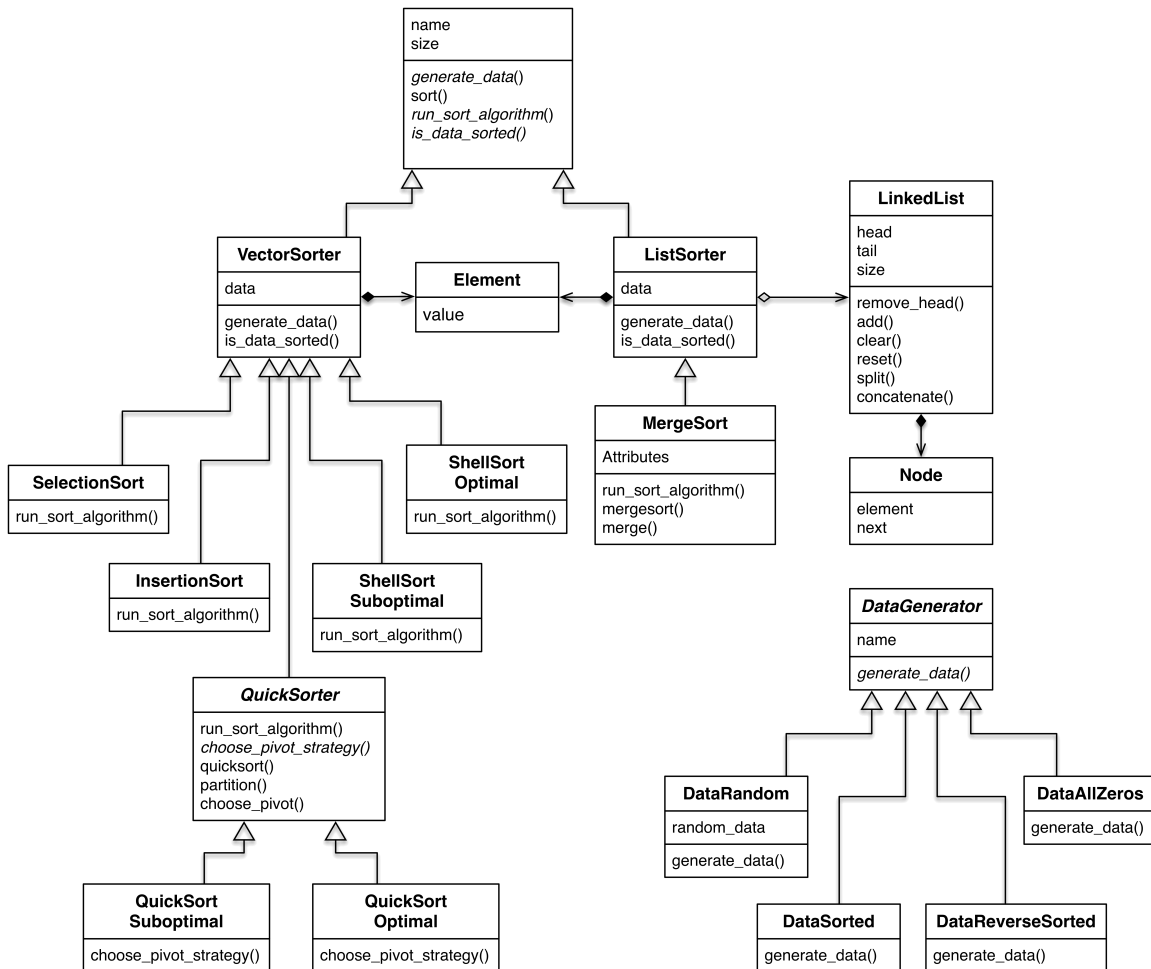 name
size
generate_data()
sort()
run_sort_algorithm()
is_data_sorted()
VectorSorter
data
generate_data()
is_data_sorted()
Element
value
ListSorter
data
generate_data()
is_data_sorted()
LinkedList
head
tail
size
remove_head()
add()
clear()
reset()
split()
concatenate()
SelectionSort
run_sort_algorithm()
ShellSort
Optimal
run_sort_algorithm()
MergeSort
Attributes
run_sort_algorithm()
mergesort()
merge()
Node
element
next
InsertionSort
run_sort_algorithm()
ShellSort
Suboptimal
run_sort_algorithm()
DataGenerator
name
generate_data()
QuickSorter
run_sort_algorithm()
choose_pivot_strategy()
quicksort()
partition()
choose_pivot()
DataRandom
random_data
generate_data()
DataAllZeros
generate_data()
QuickSort
Suboptimal
choose_pivot_strategy()
QuickSort
Optimal
choose_pivot_strategy()
DataSorted
generate_data()
DataReverseSorted
generate_data()